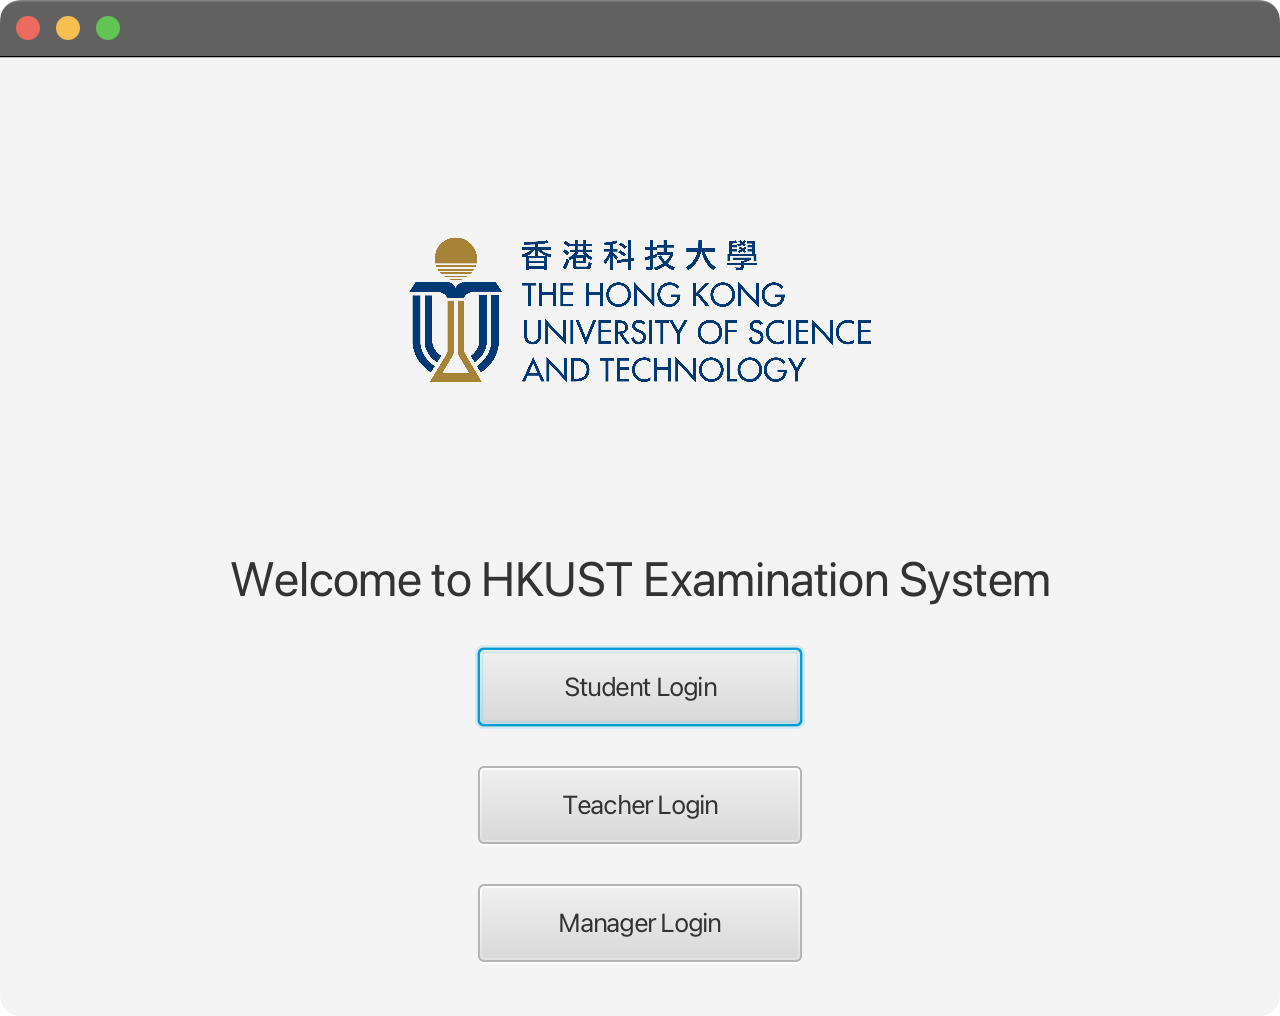 香港科技大學
THE HONG KONG
UNIVERSITY OF SCIENCE
AND TECHNOLOGY
Welcome to HKUST Examination System
Student Login
Teacher Login
Manager Login